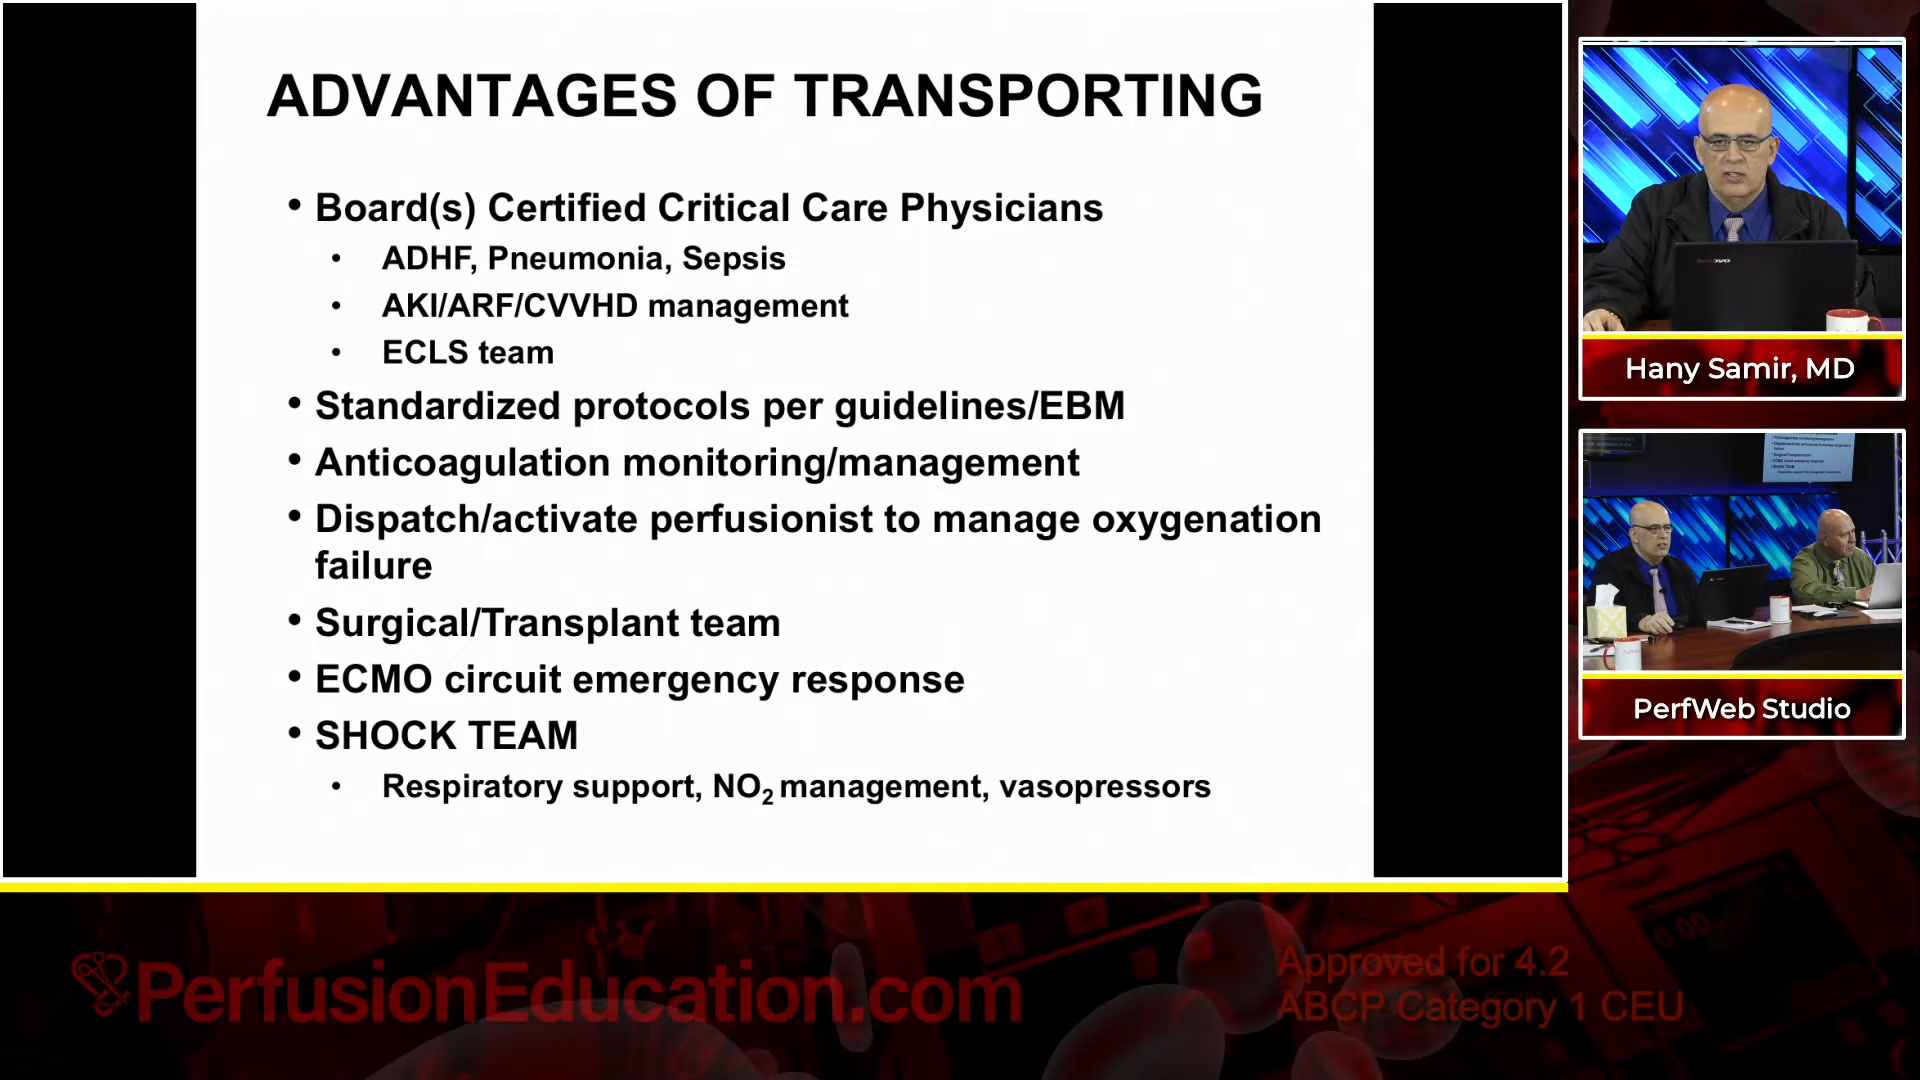 ADVANTAGES OF TRANSPORTING
• Board(s) Certified Critical Care Physicians
• ADHF, Pneumonia, Sepsis
• AKI/ARF/CVVHD management
• ECLS team
• Standardized protocols per guidelines/EBM
• Anticoagulation monitoring/management
• Dispatch/activate perfusionist to manage oxygenation
failure
• Surgical/Transplant team
• ECMO circuit emergency response
• SHOCK TEAM
• Respiratory support, NO₂ management, vasopressors
lenovo
Hany Samir, MD
PerfWeb Studio
PerfusionEducation.com
Approved for 4.2
ABCP Category 1 CEU